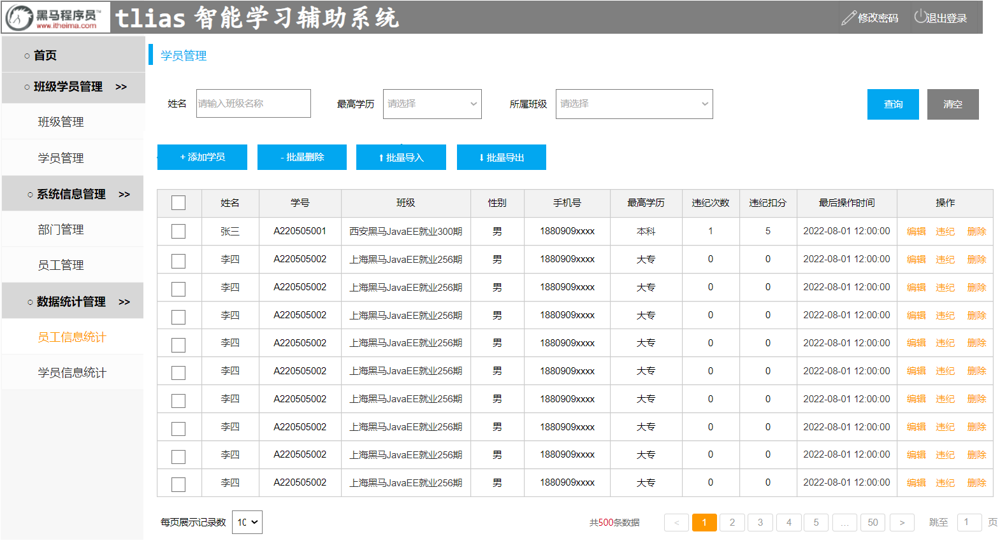 黑马程序员™
www.itheima.com
tlias 智能学习辅助系统
修改密码 退出登录
首页
班级学员管理 >>
班级管理
学员管理
系统信息管理 >>
部门管理
员工管理
数据统计管理 >>
员工信息统计
学员信息统计
学员管理
姓名 请输入班级名称 最高学历 请选择 所属班级 请选择 查询 清空
+ 添加学员 - 批量删除 ⬆ 批量导入 ⬇ 批量导出
姓名 学号 班级 性别 手机号 最高学历 违纪次数 违纪扣分 最后操作时间 操作
张三 A220505001 西安黑马JavaEE就业300期 男 1880909xxxx 本科 1 5 2022-08-01 12:00:00 编辑 违纪 删除
李四 A220505002 上海黑马JavaEE就业256期 男 1880909xxxx 大专 0 0 2022-08-01 12:00:00 编辑 违纪 删除
李四 A220505002 上海黑马JavaEE就业256期 男 1880909xxxx 大专 0 0 2022-08-01 12:00:00 编辑 违纪 删除
李四 A220505002 上海黑马JavaEE就业256期 男 1880909xxxx 大专 0 0 2022-08-01 12:00:00 编辑 违纪 删除
李四 A220505002 上海黑马JavaEE就业256期 男 1880909xxxx 大专 0 0 2022-08-01 12:00:00 编辑 违纪 删除
李四 A220505002 上海黑马JavaEE就业256期 男 1880909xxxx 大专 0 0 2022-08-01 12:00:00 编辑 违纪 删除
李四 A220505002 上海黑马JavaEE就业256期 男 1880909xxxx 大专 0 0 2022-08-01 12:00:00 编辑 违纪 删除
李四 A220505002 上海黑马JavaEE就业256期 男 1880909xxxx 大专 0 0 2022-08-01 12:00:00 编辑 违纪 删除
李四 A220505002 上海黑马JavaEE就业256期 男 1880909xxxx 大专 0 0 2022-08-01 12:00:00 编辑 违纪 删除
李四 A220505002 上海黑马JavaEE就业256期 男 1880909xxxx 大专 0 0 2022-08-01 12:00:00 编辑 违纪 删除
每页展示记录数 10 共500条数据 < 1 2 3 4 5 ... 50 > 跳至 1 页